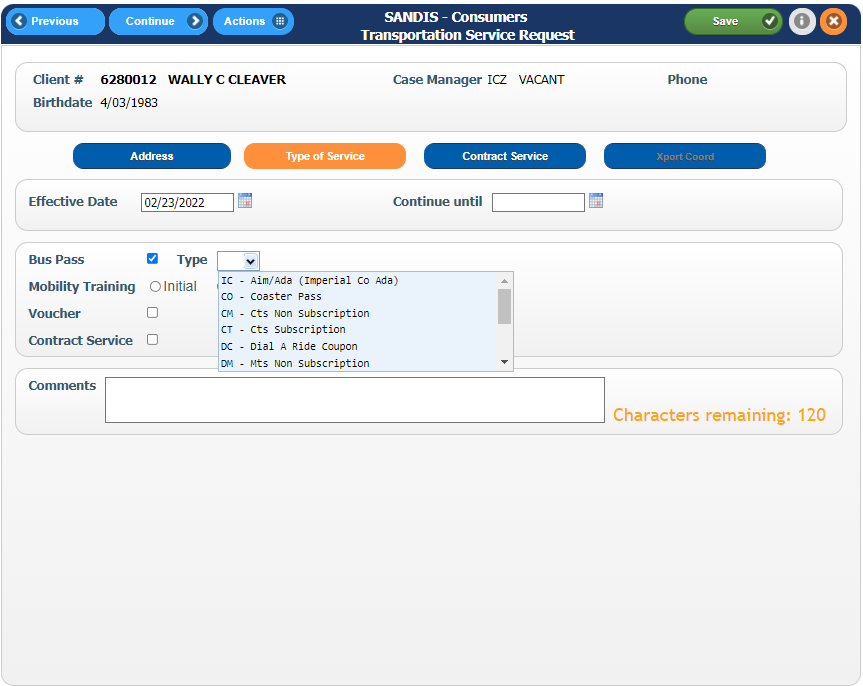 Previous Continue Actions SANDIS - Consumers Save
Transportation Service Request
Client # 6280012 WALLY C CLEAVER Case Manager ICZ VACANT Phone
Birthdate 4/03/1983
Address Type of Service Contract Service Xport Coord
Effective Date 02/23/2022 Continue until
Bus Pass Type
IC - Aim/Ada (Imperial Co Ada)
Mobility Training Initial
CO - Coaster Pass
CM - Cts Non Subscription
Voucher
CT - Cts Subscription
Contract Service
DC - Dial A Ride Coupon
DM - Mts Non Subscription
Comments
Characters remaining: 120